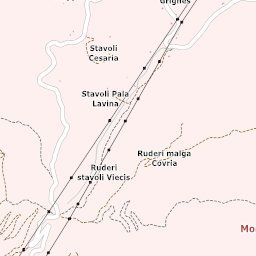 Grignes
Stavoli
Cesaria
Stavoli Pala
Lavina
Ruderi malga
Covria
Ruderi
stavoli Viecis